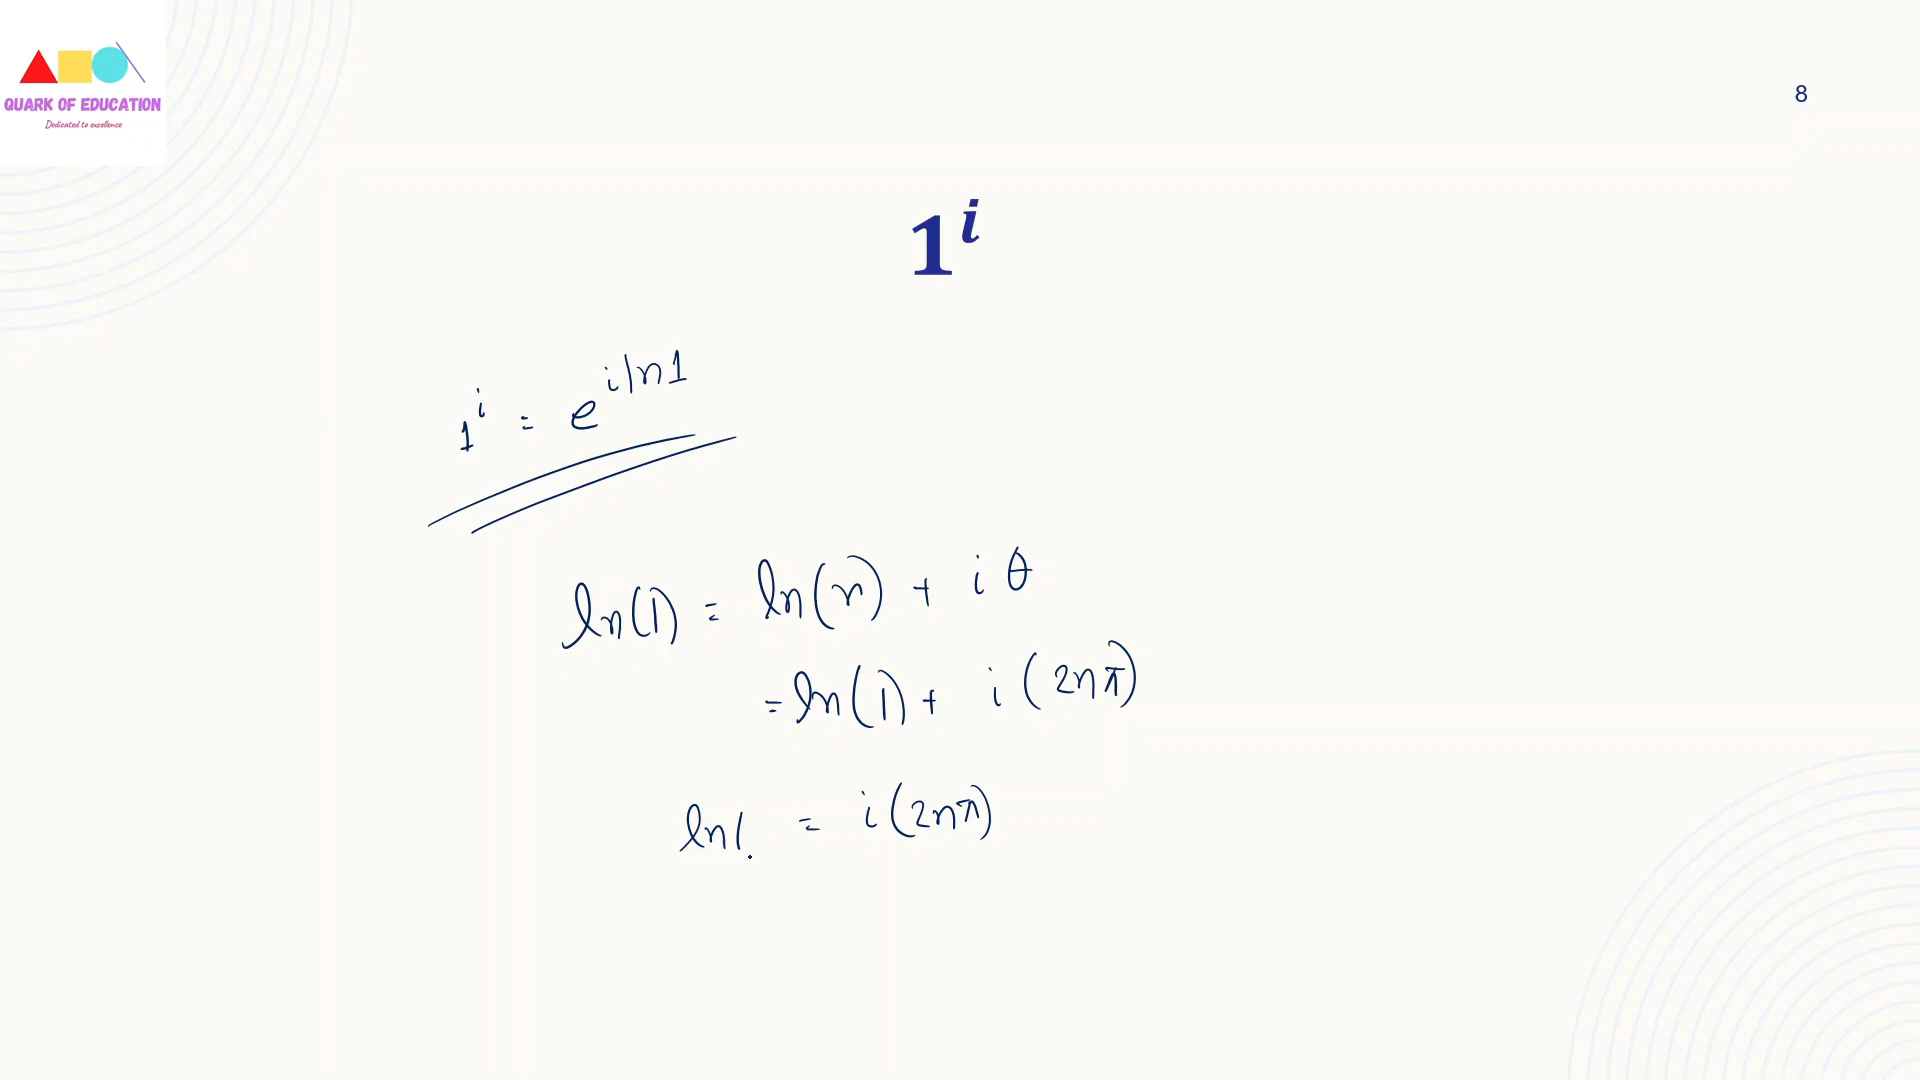 QUARK OF EDUCATION
Dedicated to excellence
8
1^i
1^i = e^{i ln 1}
ln(1) = ln(r) + i θ
= ln(1) + i (2nπ)
ln 1 = i (2nπ)